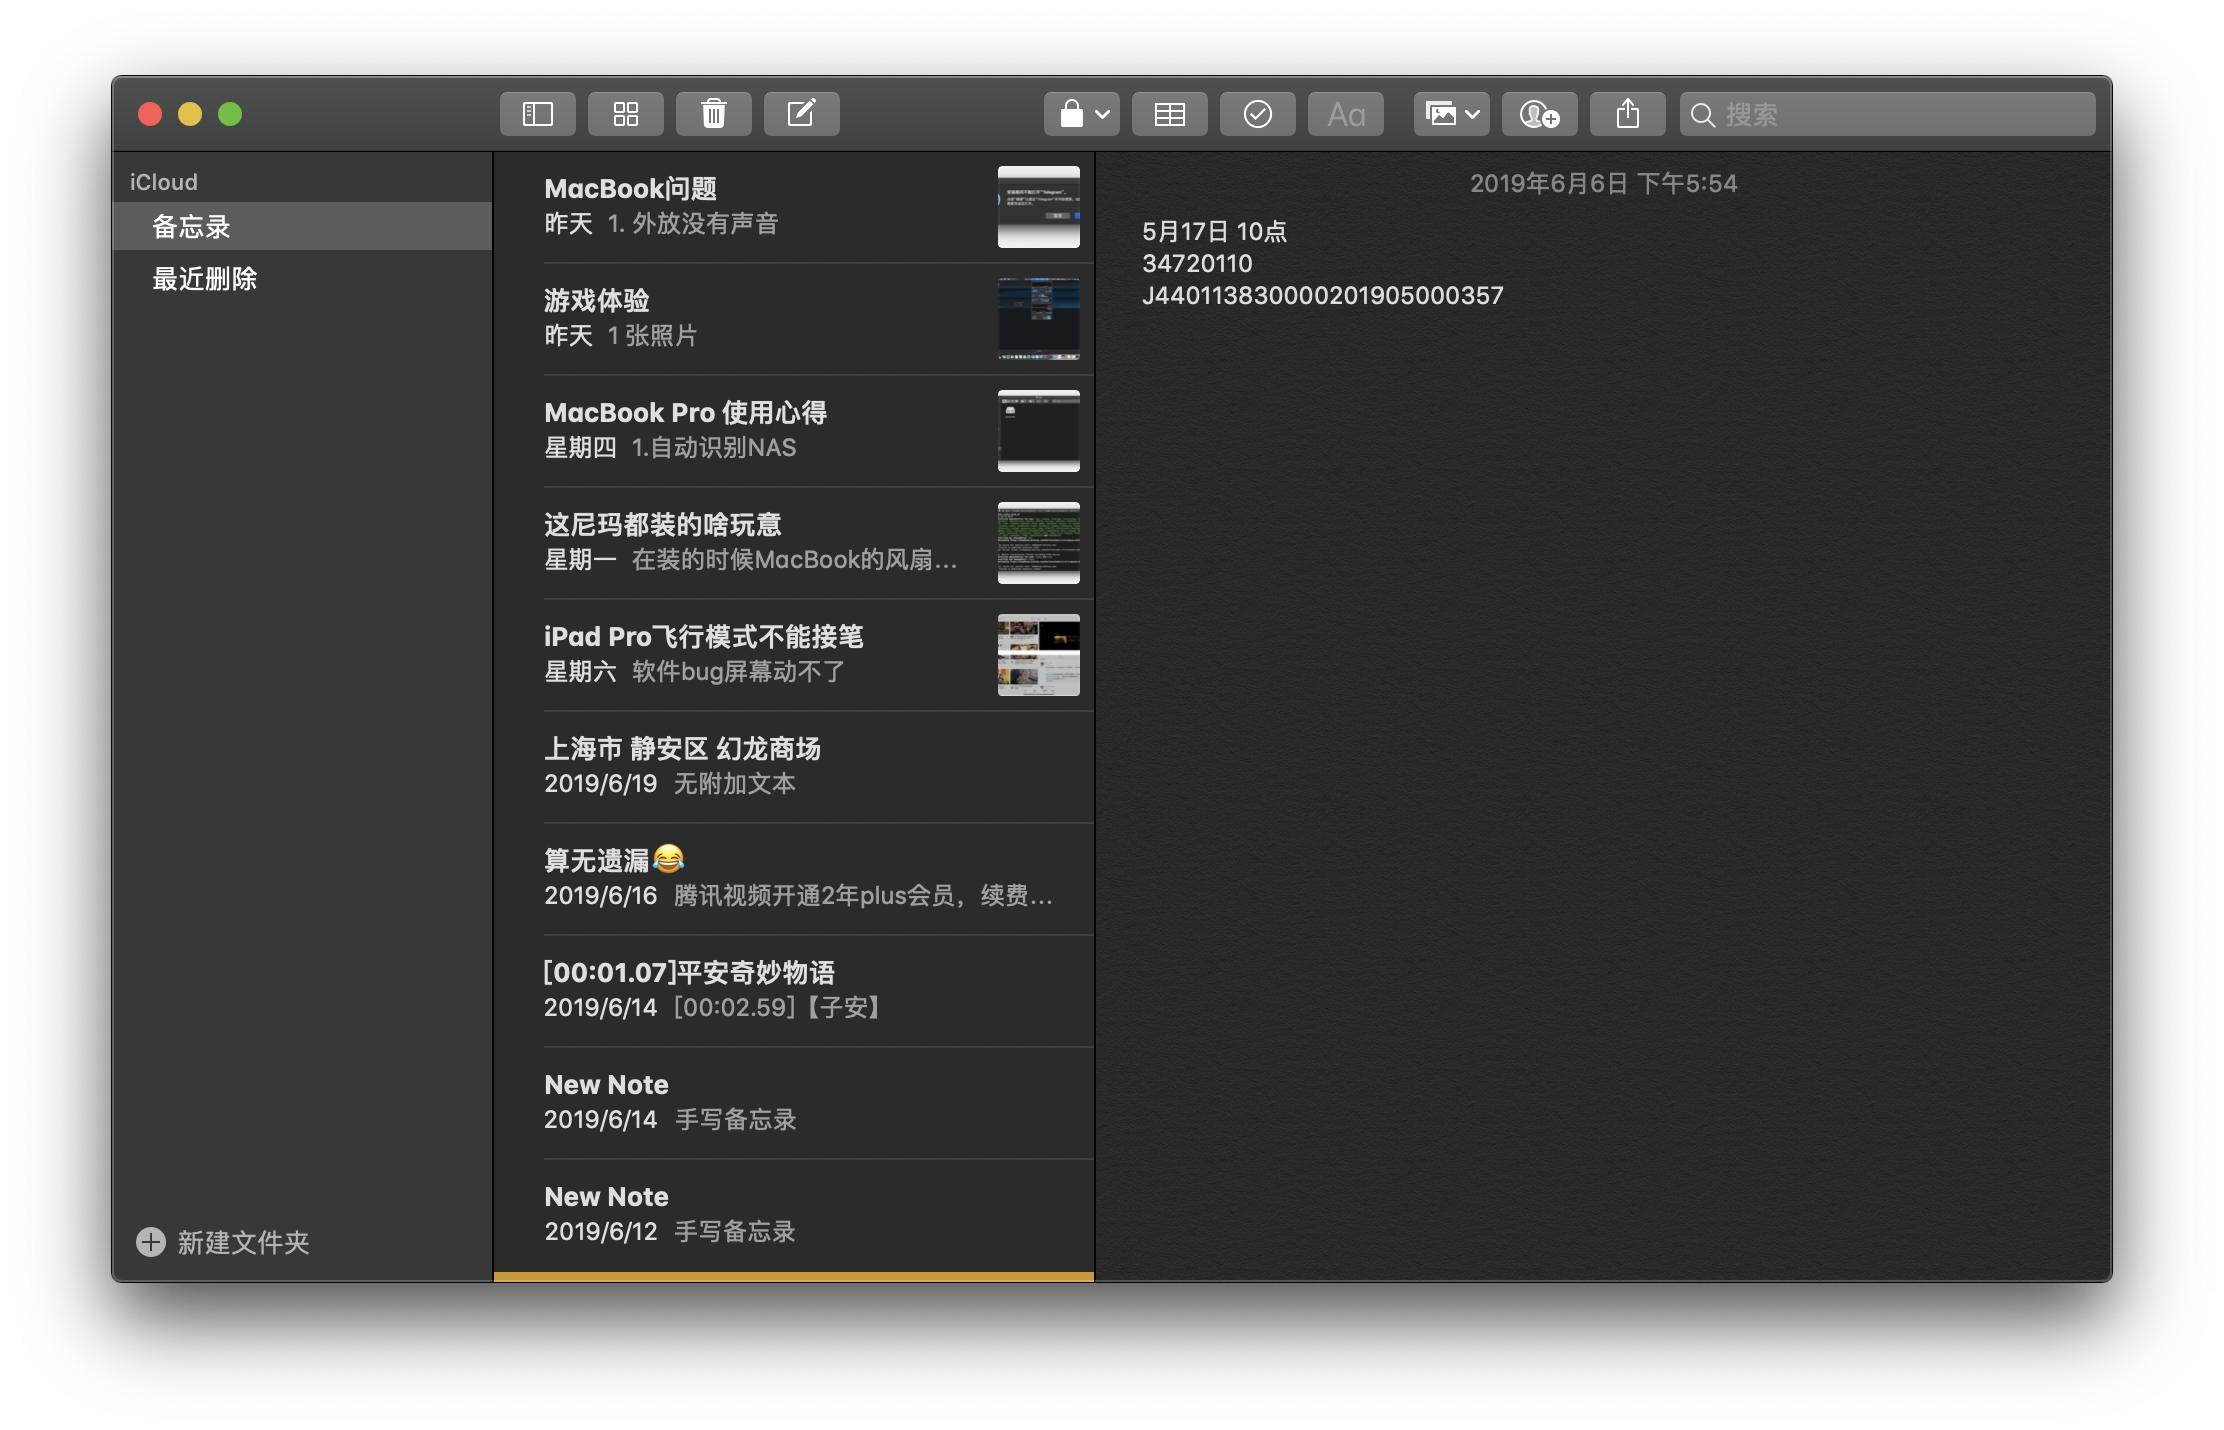 Aa
搜索
iCloud
备忘录
最近删除
新建文件夹
MacBook问题
昨天 1. 外放没有声音
游戏体验
昨天 1 张照片
MacBook Pro 使用心得
星期四 1.自动识别NAS
这尼玛都装的啥玩意
星期一 在装的时候MacBook的风扇…
iPad Pro飞行模式不能接笔
星期六 软件bug屏幕动不了
上海市 静安区 幻龙商场
2019/6/19 无附加文本
算无遗漏😂
2019/6/16 腾讯视频开通2年plus会员，续费…
[00:01.07]平安奇妙物语
2019/6/14 [00:02.59]【子安】
New Note
2019/6/14 手写备忘录
New Note
2019/6/12 手写备忘录
2019年6月6日 下午5:54
5月17日 10点
34720110
J440113830000201905000357